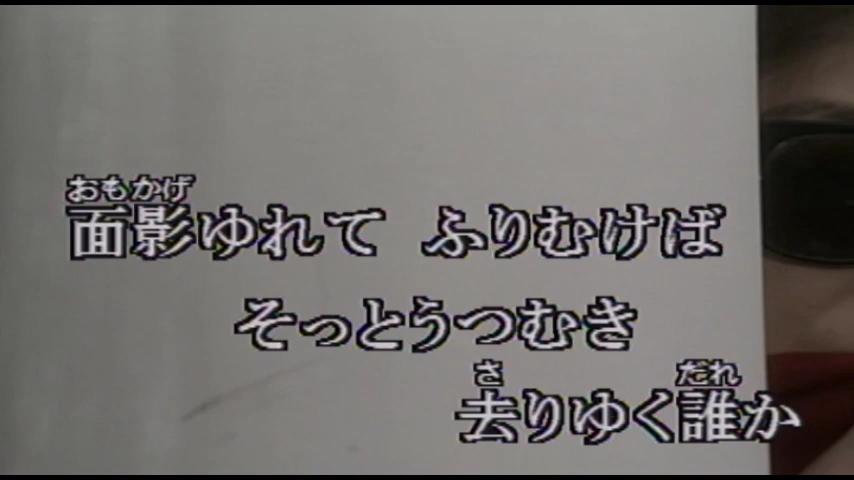 おもかげ
面影ゆれて ふりむけば
そっとうつむき
さ だれ
去りゆく誰か